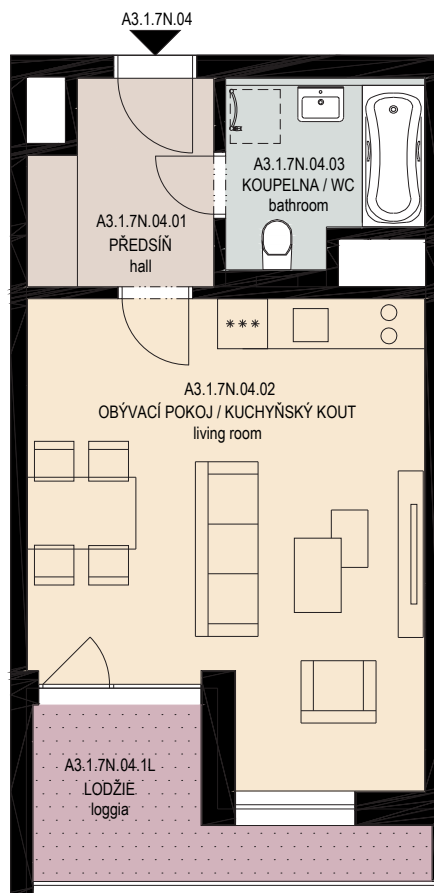 A3.1.7N.04
A3.1.7N.04.03
KOUPELNA / WC
bathroom
A3.1.7N.04.01
PŘEDSÍŇ
hall
***
A3.1.7N.04.02
OBÝVACÍ POKOJ / KUCHYŇSKÝ KOUT
living room
A3.1.7N.04.1L
LODŽIE
loggia